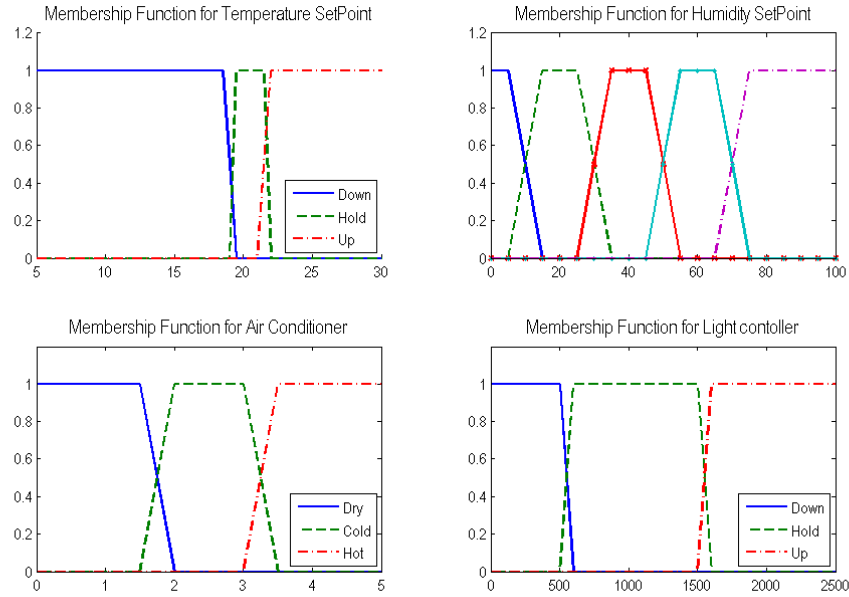 Membership Function for Temperature SetPoint
1.2
1
0.8
0.6
0.4
0.2
0
5 10 15 20 25 30
Down
Hold
Up
Membership Function for Humidity SetPoint
1.2
1
0.8
0.6
0.4
0.2
0
0 20 40 60 80 100
Membership Function for Air Conditioner
1
0.8
0.6
0.4
0.2
0
0 1 2 3 4 5
Dry
Cold
Hot
Membership Function for Light contoller
1
0.8
0.6
0.4
0.2
0
0 500 1000 1500 2000 2500
Down
Hold
Up